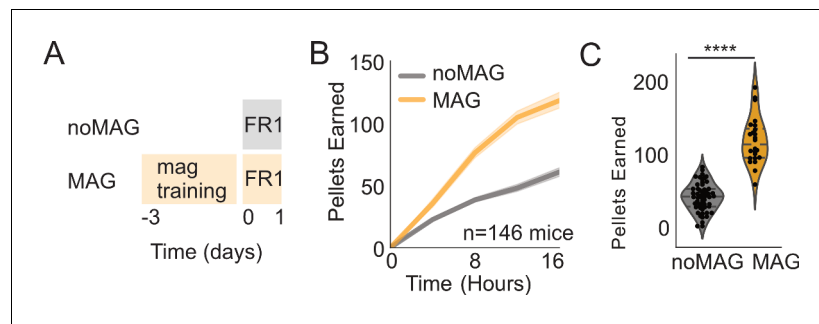 A
noMAG
FR1
MAG
mag
training
FR1
-3
0
1
Time (days)
B
150
100
50
0
Pellets Earned
noMAG
MAG
n=146 mice
0
8
16
Time (Hours)
C
****
200
100
0
Pellets Earned
noMAG MAG